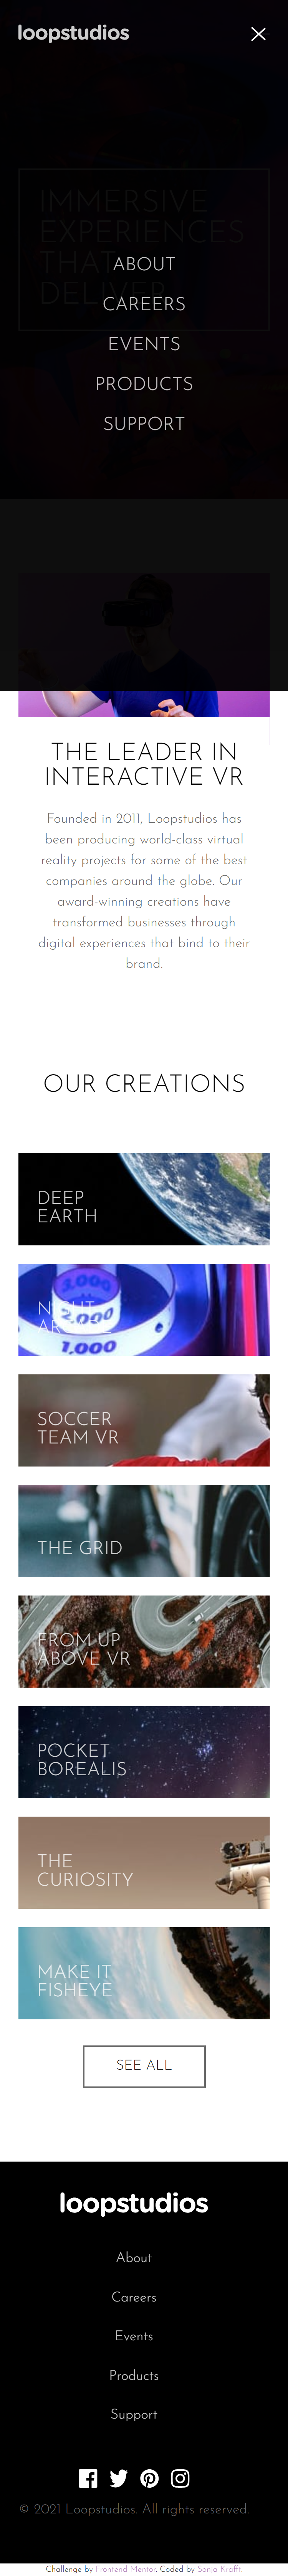 loopstudios
IMMERSIVE
EXPERIENCES
THAT
DELIVER
ABOUT
CAREERS
EVENTS
PRODUCTS
SUPPORT
THE LEADER IN
INTERACTIVE VR
Founded in 2011, Loopstudios has
been producing world-class virtual
reality projects for some of the best
companies around the globe. Our
award-winning creations have
transformed businesses through
digital experiences that bind to their
brand.
OUR CREATIONS
DEEP
EARTH
3,000
1,000
NIGHT
ARCADE
SOCCER
TEAM VR
THE GRID
FROM UP
ABOVE VR
POCKET
BOREALIS
THE
CURIOSITY
MAKE IT
FISHEYE
SEE ALL
loopstudios
About
Careers
Events
Products
Support
© 2021 Loopstudios. All rights reserved.
Challenge by Frontend Mentor. Coded by Sonja Krafft.